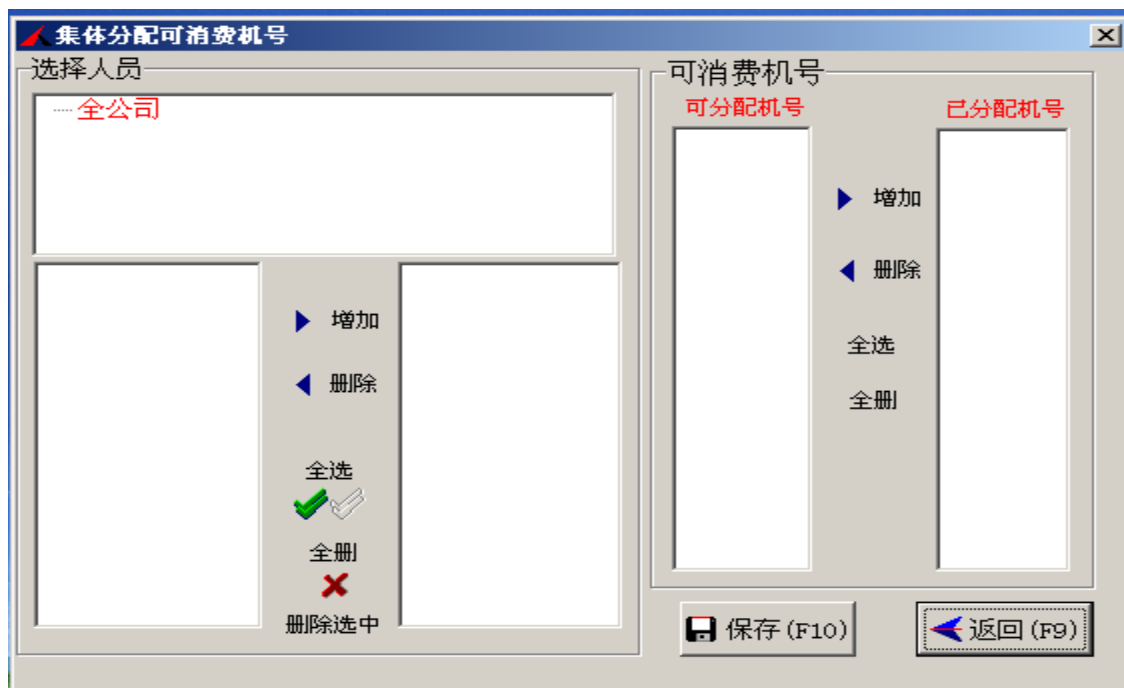 集体分配可消费机号
选择人员
全公司
增加
删除
全选
全删
删除选中
可消费机号
可分配机号
已分配机号
增加
删除
全选
全删
保存(F10)
返回(F9)